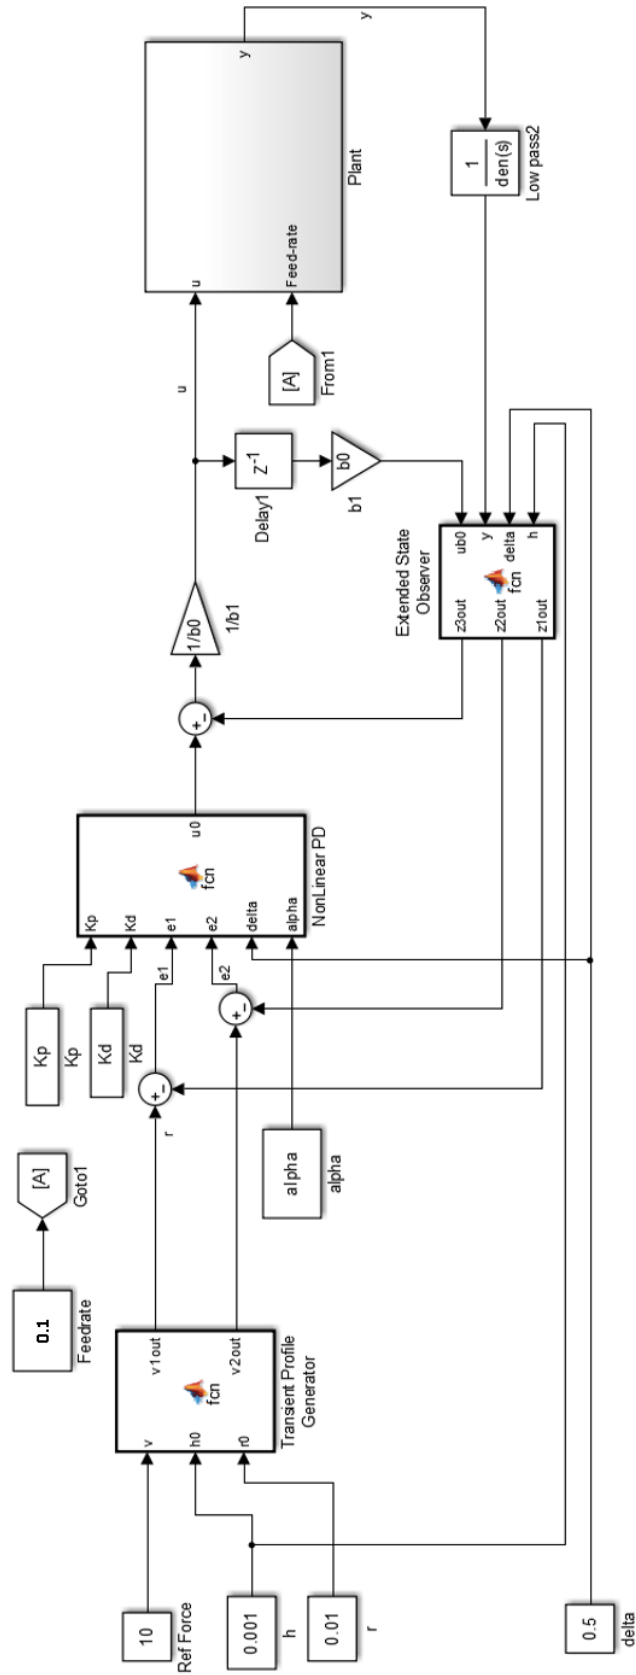 10
Ref Force
0.001
h
0.01
r
0.5
delta
0.1
Feedrate
[A]
Goto1
v
h0
r0
fcn
v1out
v2out
Transient Profile
Generator
r
alpha
alpha
Kp
Kp
Kd
Kd
+
-
+
-
e1
e2
Kp
Kd
e1
e2
delta
alpha
fcn
u0
NonLinear PD
+
-
1/b0
1/b1
u
Z-1
Delay1
b0
b1
[A]
From1
u
Feed-rate
y
Plant
y
1
den(s)
Low pass2
Extended State
Observer
ub0
y
delta
h
fcn
z3out
z2out
z1out